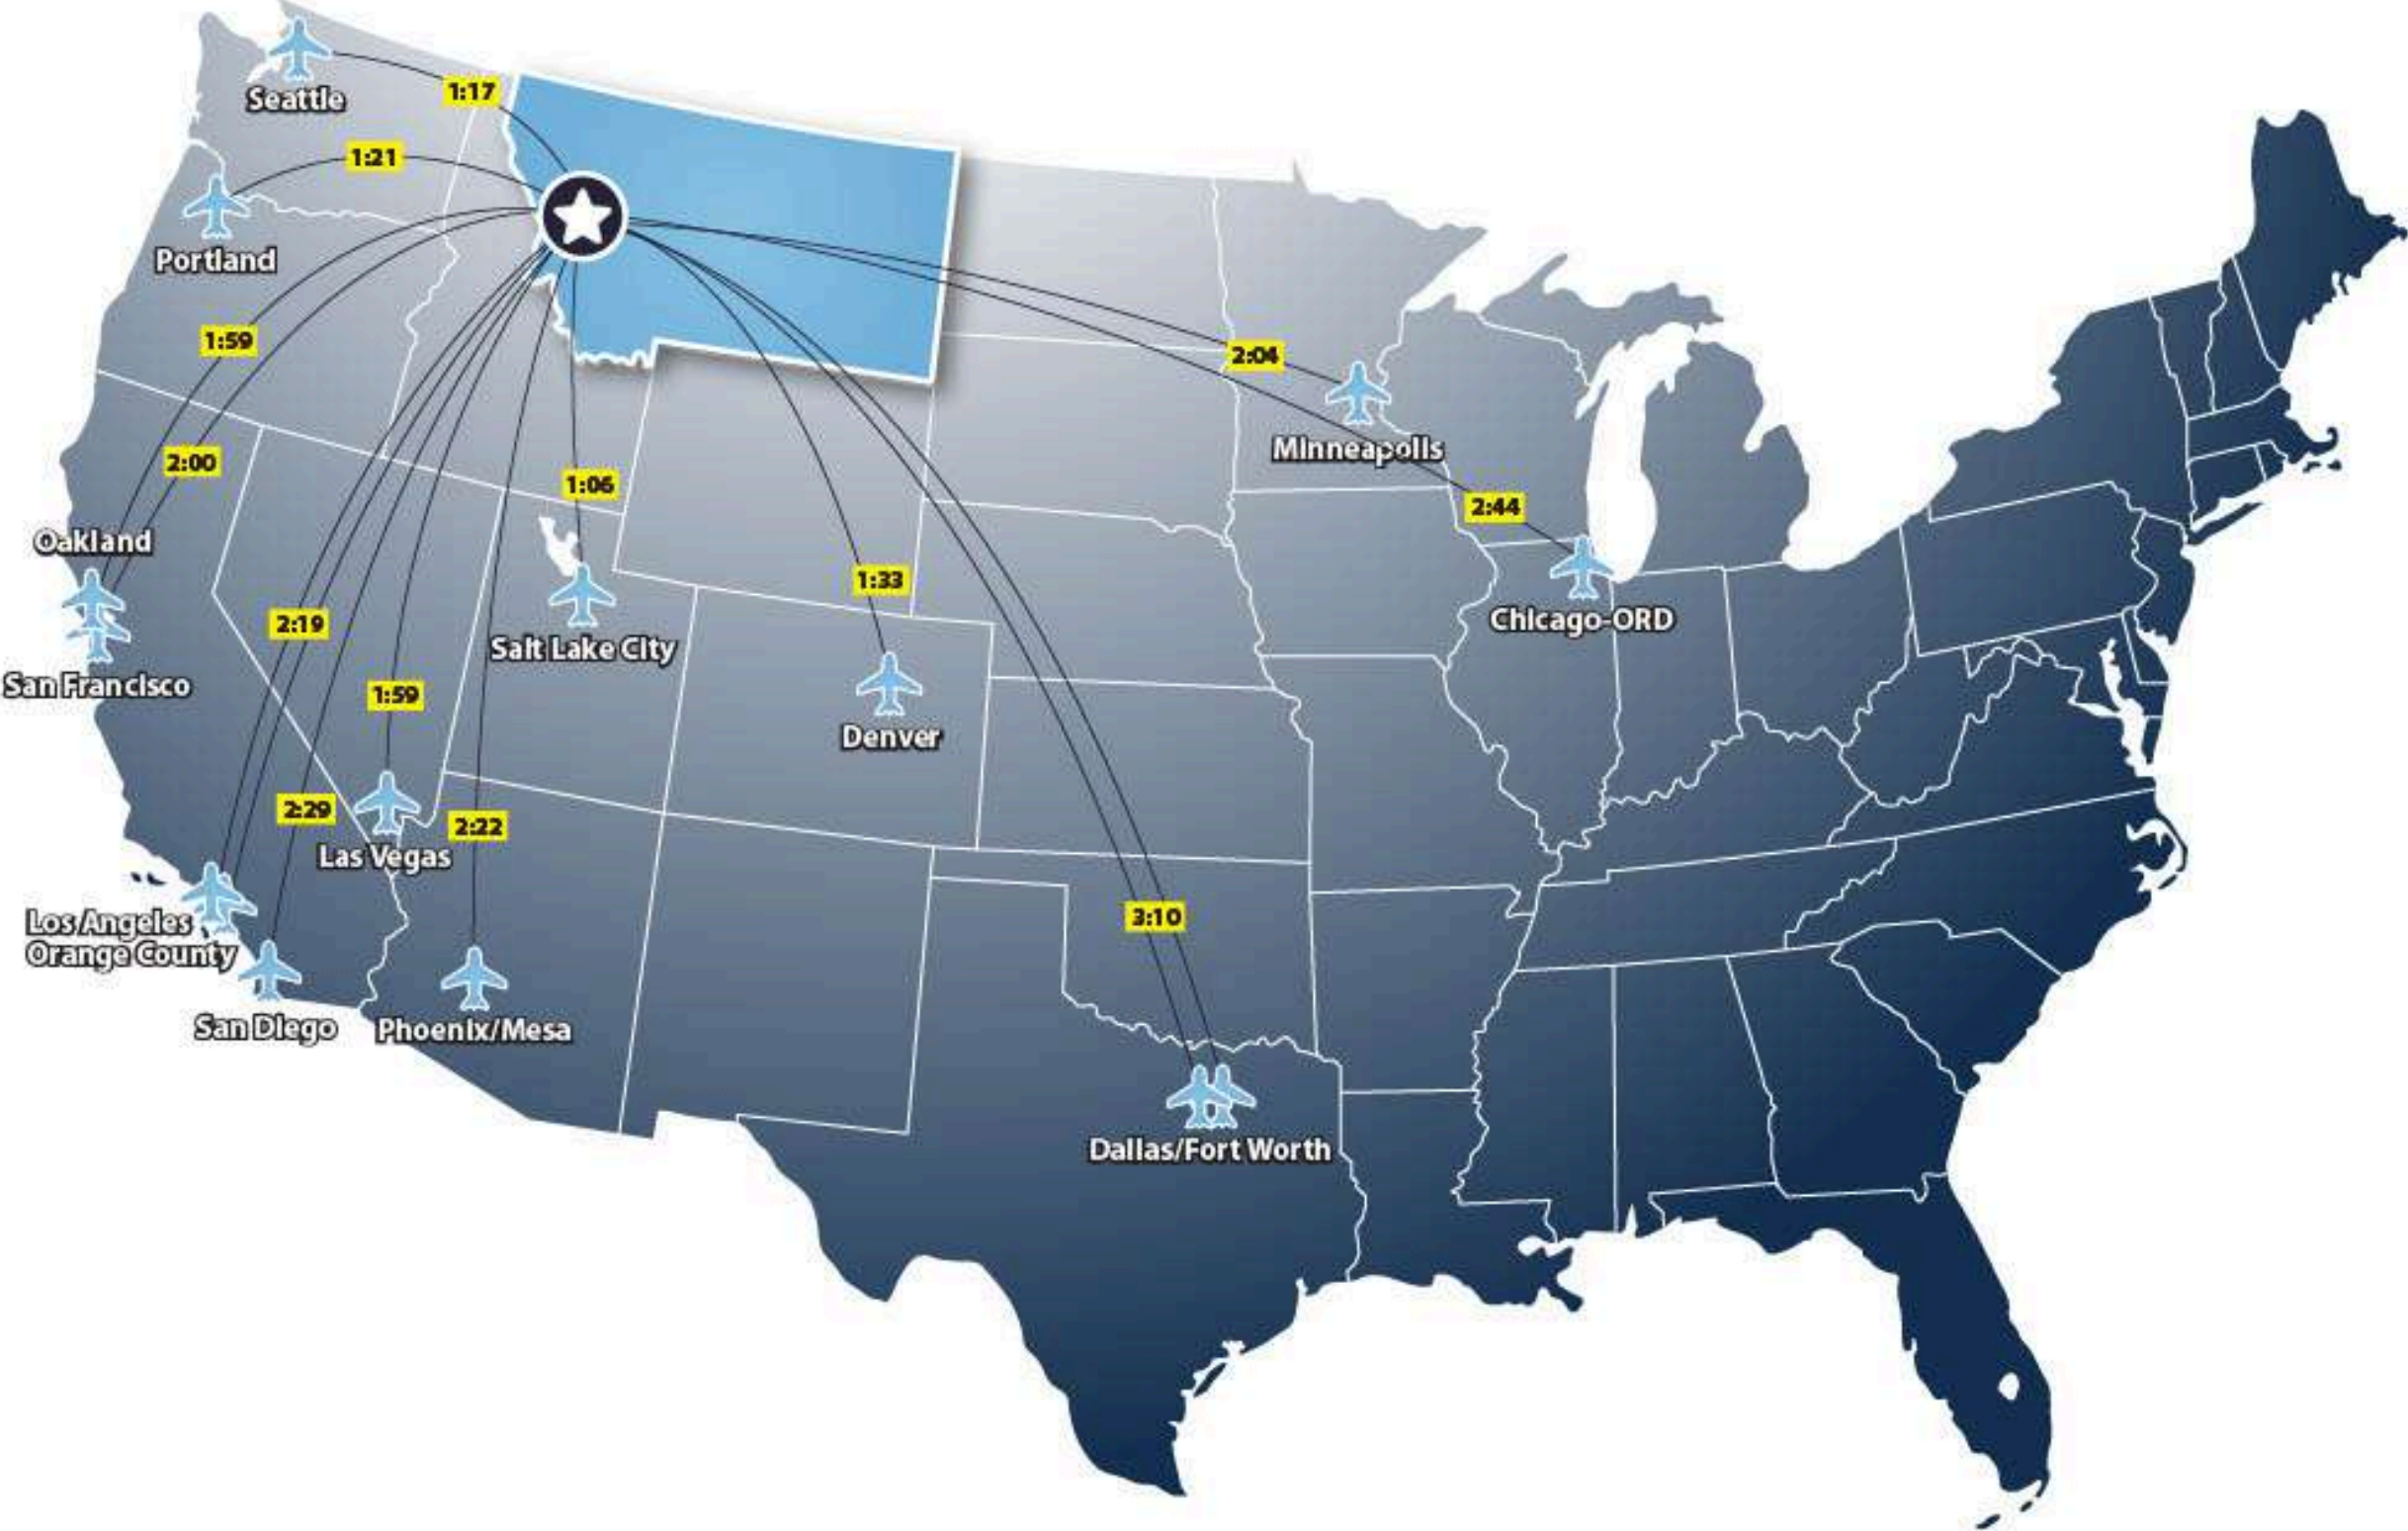 1:17
Seattle
1:21
Portland
1:59
2:04
2:00
Minneapolis
1:06
2:44
Oakland
1:33
Chicago-ORD
2:19
Salt Lake City
San Francisco
1:59
Denver
2:29
2:22
Las Vegas
3:10
Los Angeles
Orange County
San Diego
Phoenix/Mesa
Dallas/Fort Worth